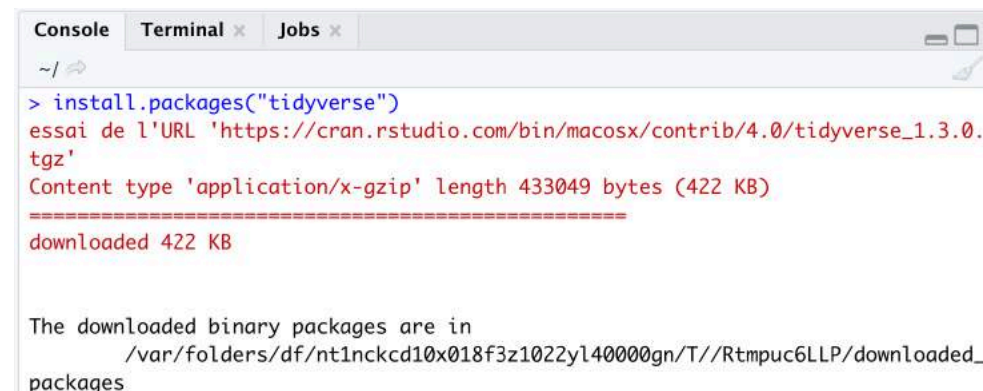 Console Terminal Jobs
~/
> install.packages("tidyverse")
essai de l'URL 'https://cran.rstudio.com/bin/macosx/contrib/4.0/tidyverse_1.3.0.
tgz'
Content type 'application/x-gzip' length 433049 bytes (422 KB)
==================================================
downloaded 422 KB
The downloaded binary packages are in
/var/folders/df/nt1nckcd10x018f3z1022yl40000gn/T//Rtmpuc6LLP/downloaded_
packages